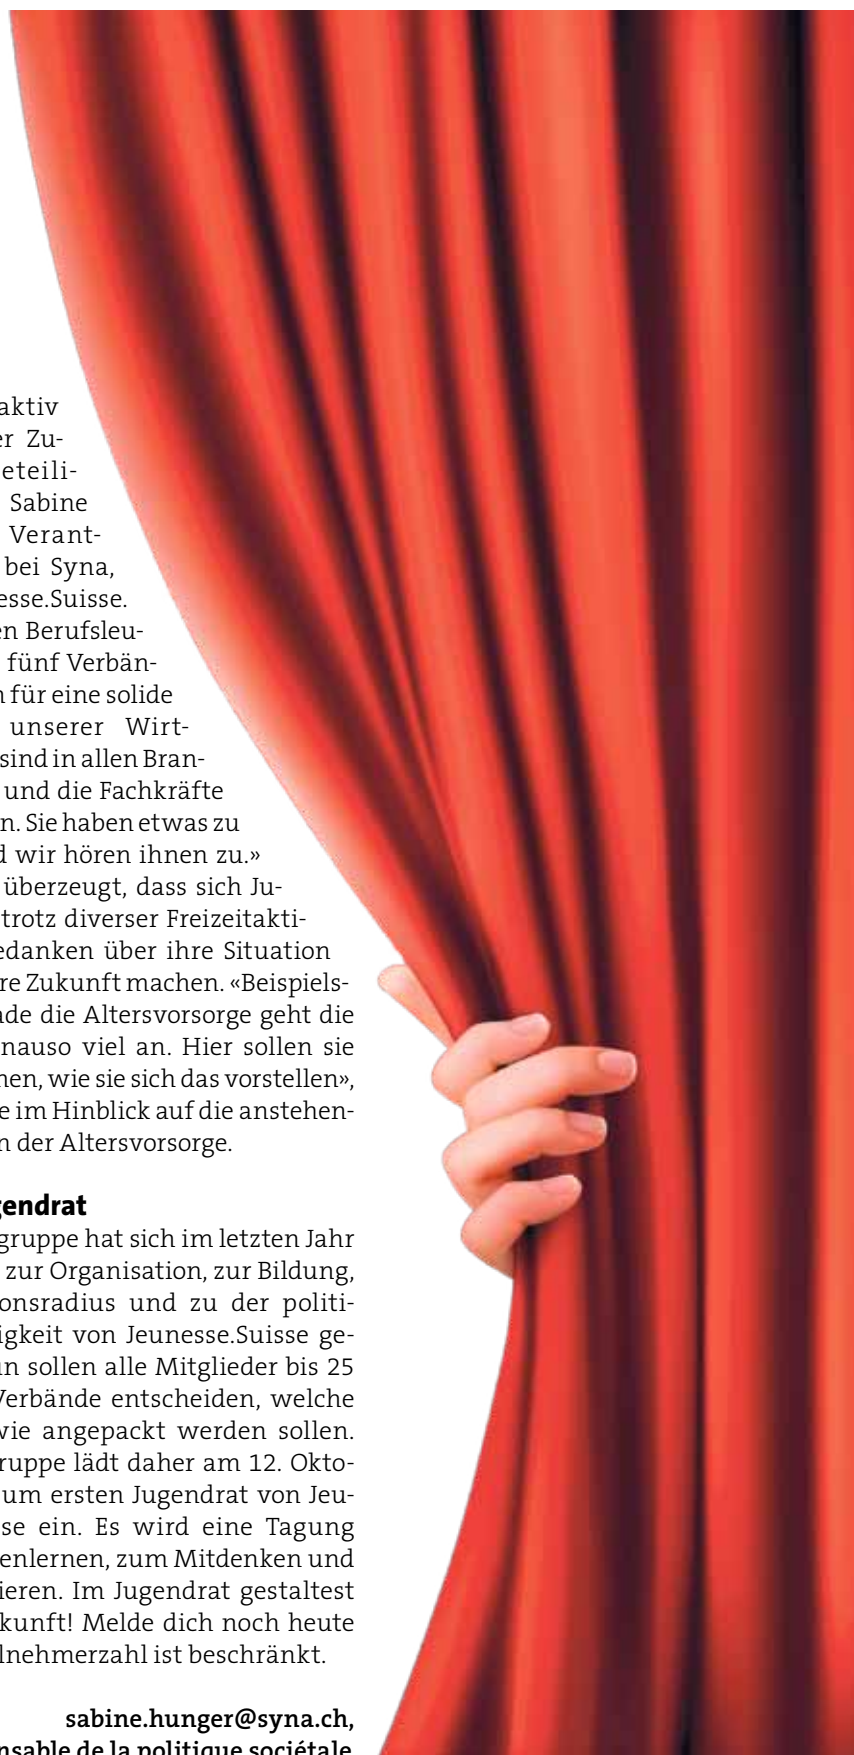 aktiv
er Zu-
eteili-
Sabine
Verant-
bei Syna,
esse.Suisse.
en Berufsleu-
fünf Verbän-
n für eine solide
unserer Wirt-
sind in allen Bran-
und die Fachkräfte
n. Sie haben etwas zu
d wir hören ihnen zu.»
überzeugt, dass sich Ju-
trotz diverser Freizeitakti-
edanken über ihre Situation
re Zukunft machen. «Beispiels-
ade die Altersvorsorge geht die
nauso viel an. Hier sollen sie
hen, wie sie sich das vorstellen»,
e im Hinblick auf die anstehen-
n der Altersvorsorge.
gendrat
gruppe hat sich im letzten Jahr
zur Organisation, zur Bildung,
onsradius und zu der politi-
igkeit von Jeunesse.Suisse ge-
un sollen alle Mitglieder bis 25
Verbände entscheiden, welche
wie angepackt werden sollen.
ruppe lädt daher am 12. Okto-
um ersten Jugendrat von Jeu-
se ein. Es wird eine Tagung
enlernen, zum Mitdenken und
ieren. Im Jugendrat gestaltest
kunft! Melde dich noch heute
lnehmerzahl ist beschränkt.
sabine.hunger@syna.ch,
nsable de la politique sociétale